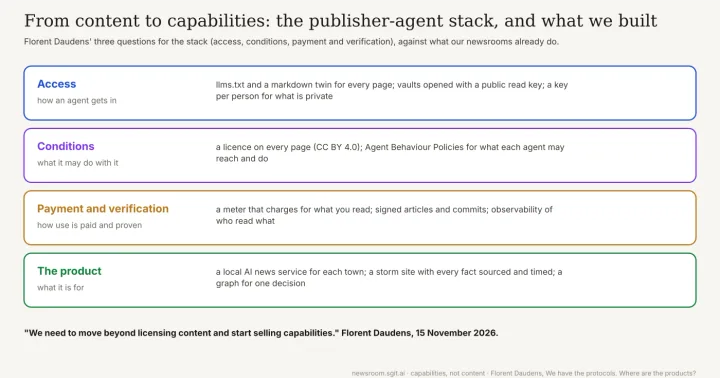 From content to capabilities: the publisher-agent stack, and what we built
Florent Daudens' three questions for the stack (access, conditions, payment and verification), against what our newsrooms already do.
Access
how an agent gets in
llms.txt and a markdown twin for every page; vaults opened with a public read key; a key
per person for what is private
Conditions
what it may do with it
a licence on every page (CC BY 4.0); Agent Behaviour Policies for what each agent may
reach and do
Payment and verification
how use is paid and proven
a meter that charges for what you read; signed articles and commits; observability of
who read what
The product
what it is for
a local AI news service for each town; a storm site with every fact sourced and timed; a
graph for one decision
"We need to move beyond licensing content and start selling capabilities." Florent Daudens, 15 November 2026.
newsroom.sgit.ai · capabilities, not content · Florent Daudens, We have the protocols. Where are the products?